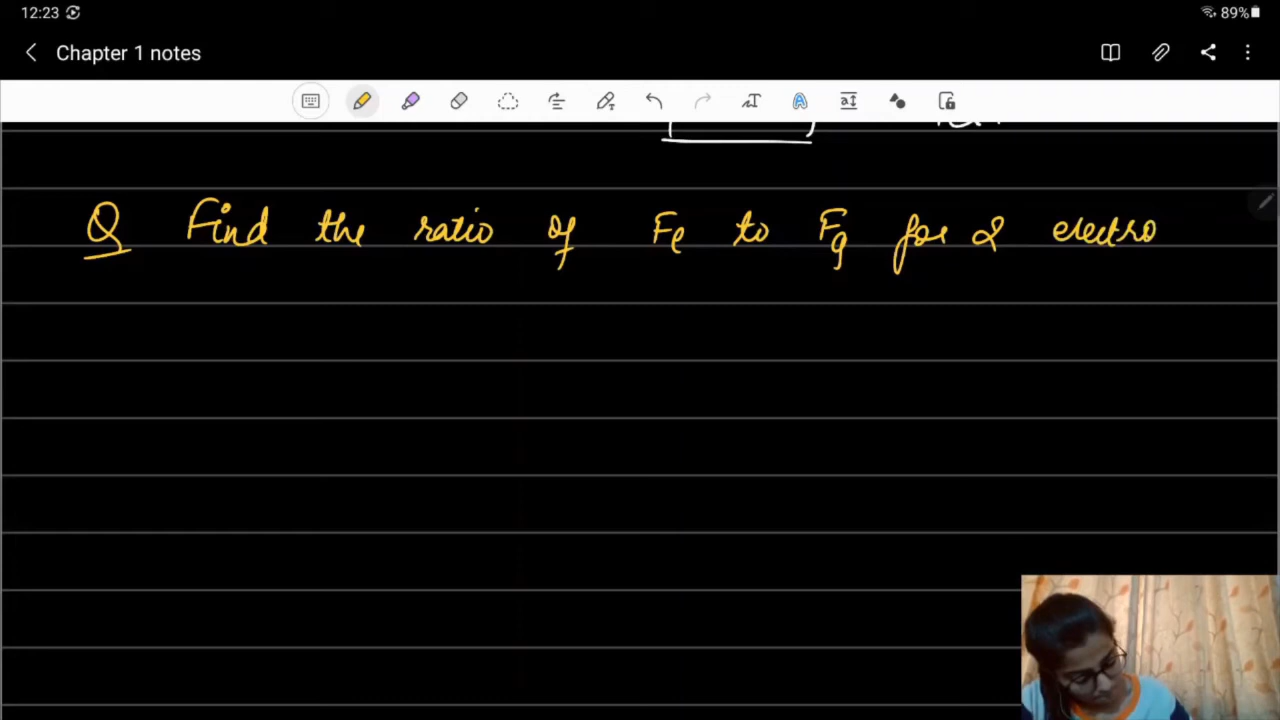 12:23
89%
Chapter 1 notes
Q Find the ratio of Fe to Fg for 2 electro